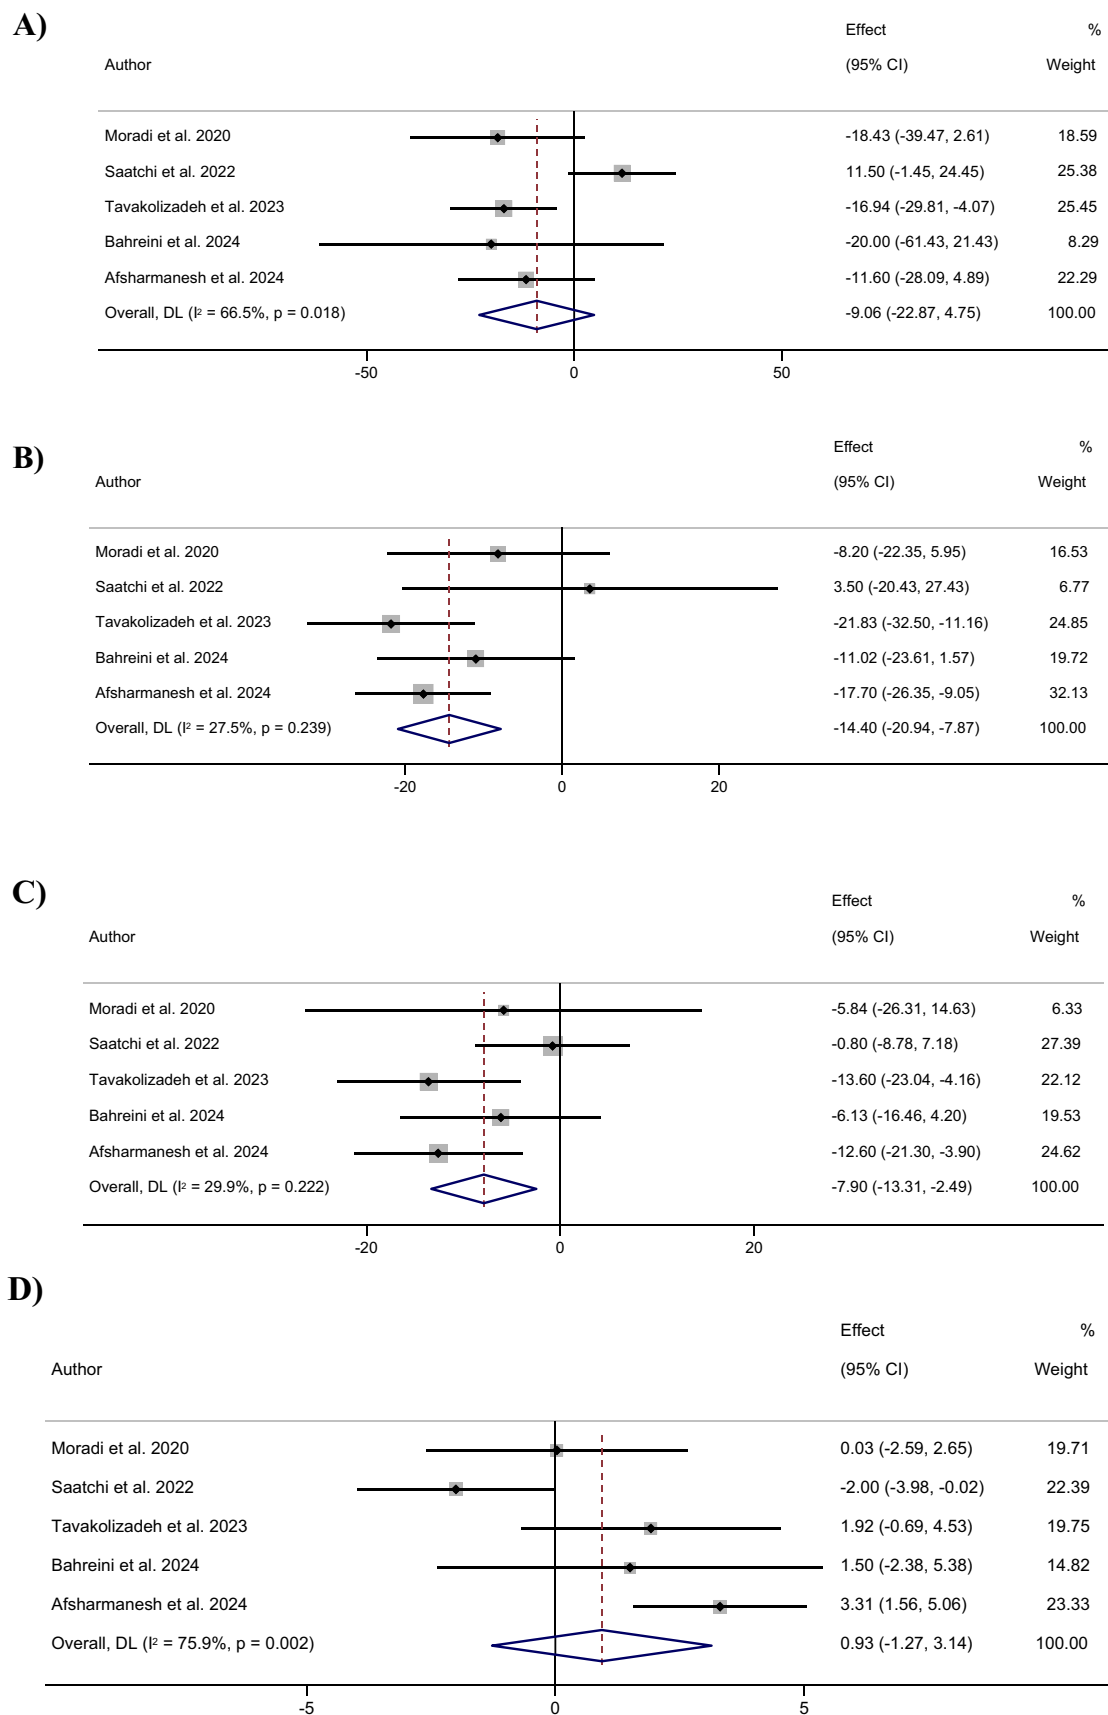 A)
Effect %
Author (95% CI) Weight
Moradi et al. 2020 -18.43 (-39.47, 2.61) 18.59
Saatchi et al. 2022 11.50 (-1.45, 24.45) 25.38
Tavakolizadeh et al. 2023 -16.94 (-29.81, -4.07) 25.45
Bahreini et al. 2024 -20.00 (-61.43, 21.43) 8.29
Afsharmanesh et al. 2024 -11.60 (-28.09, 4.89) 22.29
Overall, DL (I² = 66.5%, p = 0.018) -9.06 (-22.87, 4.75) 100.00
-50 0 50
B)
Effect %
Author (95% CI) Weight
Moradi et al. 2020 -8.20 (-22.35, 5.95) 16.53
Saatchi et al. 2022 3.50 (-20.43, 27.43) 6.77
Tavakolizadeh et al. 2023 -21.83 (-32.50, -11.16) 24.85
Bahreini et al. 2024 -11.02 (-23.61, 1.57) 19.72
Afsharmanesh et al. 2024 -17.70 (-26.35, -9.05) 32.13
Overall, DL (I² = 27.5%, p = 0.239) -14.40 (-20.94, -7.87) 100.00
-20 0 20
C)
Effect %
Author (95% CI) Weight
Moradi et al. 2020 -5.84 (-26.31, 14.63) 6.33
Saatchi et al. 2022 -0.80 (-8.78, 7.18) 27.39
Tavakolizadeh et al. 2023 -13.60 (-23.04, -4.16) 22.12
Bahreini et al. 2024 -6.13 (-16.46, 4.20) 19.53
Afsharmanesh et al. 2024 -12.60 (-21.30, -3.90) 24.62
Overall, DL (I² = 29.9%, p = 0.222) -7.90 (-13.31, -2.49) 100.00
-20 0 20
D)
Effect %
Author (95% CI) Weight
Moradi et al. 2020 0.03 (-2.59, 2.65) 19.71
Saatchi et al. 2022 -2.00 (-3.98, -0.02) 22.39
Tavakolizadeh et al. 2023 1.92 (-0.69, 4.53) 19.75
Bahreini et al. 2024 1.50 (-2.38, 5.38) 14.82
Afsharmanesh et al. 2024 3.31 (1.56, 5.06) 23.33
Overall, DL (I² = 75.9%, p = 0.002) 0.93 (-1.27, 3.14) 100.00
-5 0 5